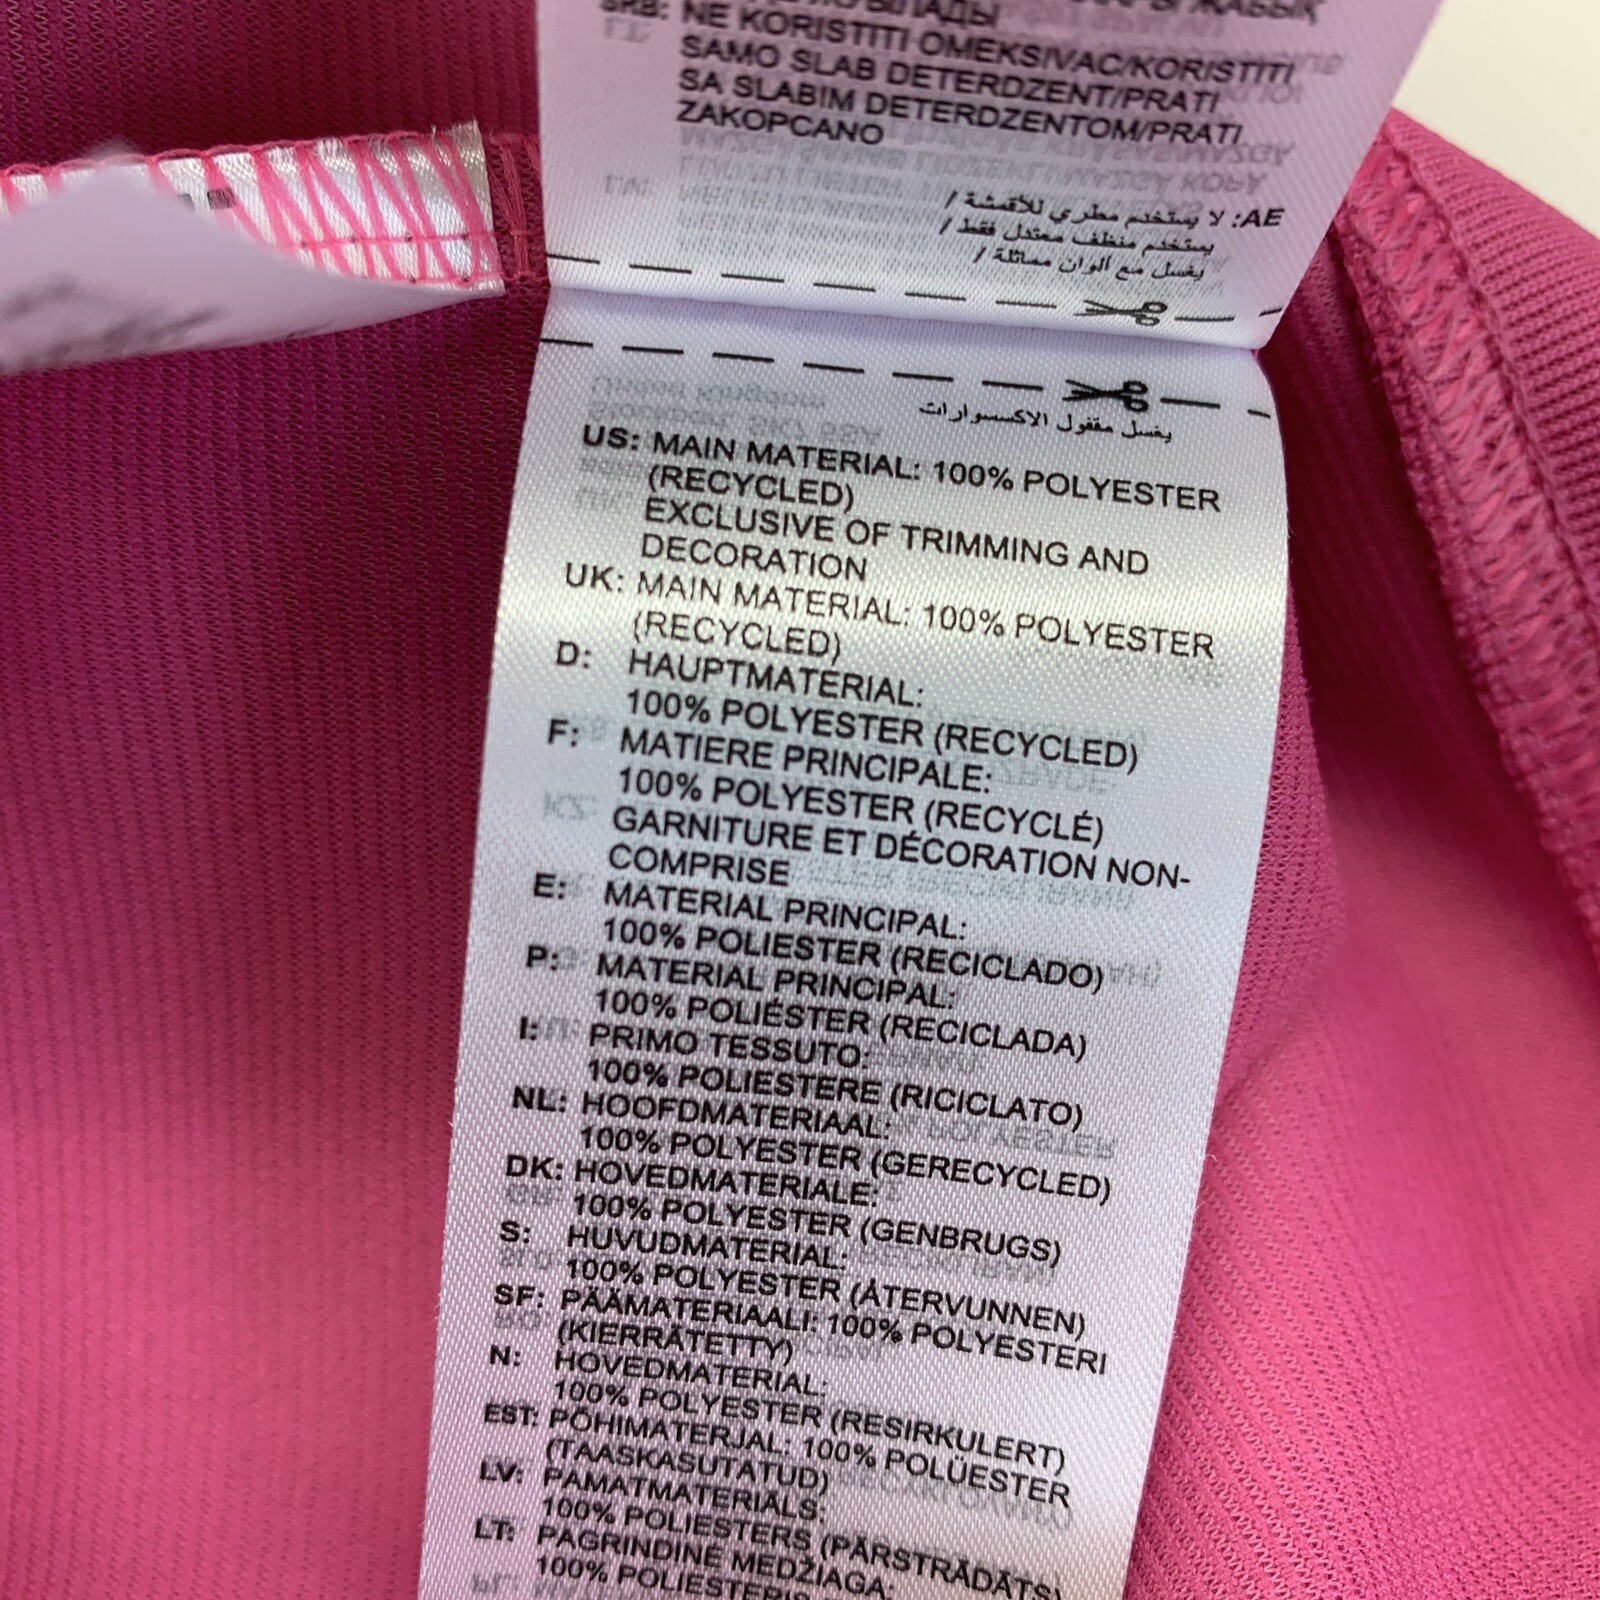 SRB: NE KORISTITI OMEKSIVAC/KORISTITI
SAMO SLAB DETERDZENT/PRATI
SA SLABIM DETERDZENTOM/PRATI
ZAKOPCANO
AE: لا يستخدم مطري للأقمشة /
يستخدم منظف معتدل فقط /
يغسل مع ألوان مماثلة /
يغسل مقفول الاكسسوارات
US: MAIN MATERIAL: 100% POLYESTER
(RECYCLED)
EXCLUSIVE OF TRIMMING AND
DECORATION
UK: MAIN MATERIAL: 100% POLYESTER
(RECYCLED)
D: HAUPTMATERIAL:
100% POLYESTER (RECYCLED)
F: MATIERE PRINCIPALE:
100% POLYESTER (RECYCLÉ)
GARNITURE ET DÉCORATION NON-
COMPRISE
E: MATERIAL PRINCIPAL:
100% POLIESTER (RECICLADO)
P: MATERIAL PRINCIPAL:
100% POLIÉSTER (RECICLADA)
I: PRIMO TESSUTO:
100% POLIESTERE (RICICLATO)
NL: HOOFDMATERIAAL:
100% POLYESTER (GERECYCLED)
DK: HOVEDMATERIALE:
100% POLYESTER (GENBRUGS)
S: HUVUDMATERIAL:
100% POLYESTER (ÅTERVUNNEN)
SF: PÄÄMATERIAALI: 100% POLYESTERI
(KIERRÄTETTY)
N: HOVEDMATERIAL:
100% POLYESTER (RESIRKULERT)
EST: PÕHIMATERJAL: 100% POLÜESTER
(TAASKASUTATUD)
LV: PAMATMATERIALS:
100% POLIESTERS (PĀRSTRĀDĀTS)
LT: PAGRINDINĖ MEDŽIAGA:
100% POLIESTERIS